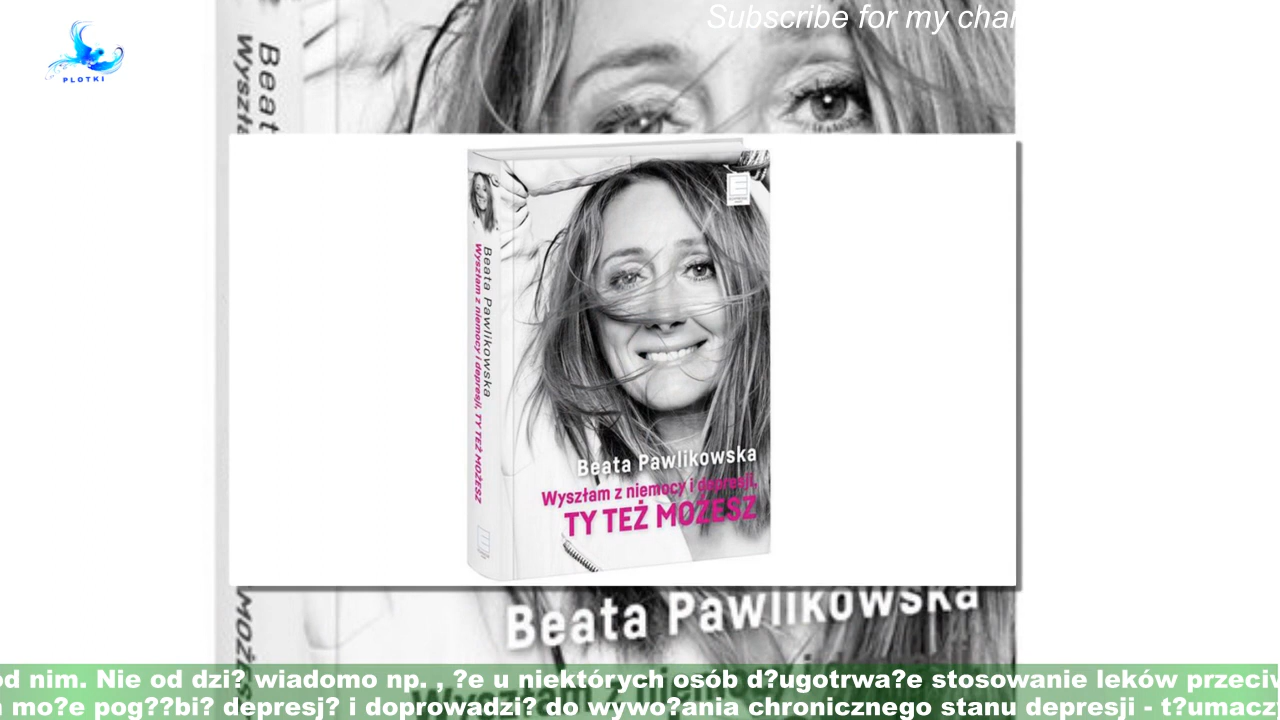 Subscribe for my chan
PLOTKI
Beata Pawlikowska
Wyszłam z niemocy i depresji, TY TEŻ MOŻESZ
Beata Pawlikowska
Wyszłam z niemocy i depresji,
TY TEŻ MOŻESZ
Beata Pawlikowska
od nim. Nie od dzi? wiadomo np. , ?e u niektórych osób d?ugotrwa?e stosowanie leków przeciw
mo?e pog??bi? depresj? i doprowadzi? do wywo?ania chronicznego stanu depresji - t?umacz